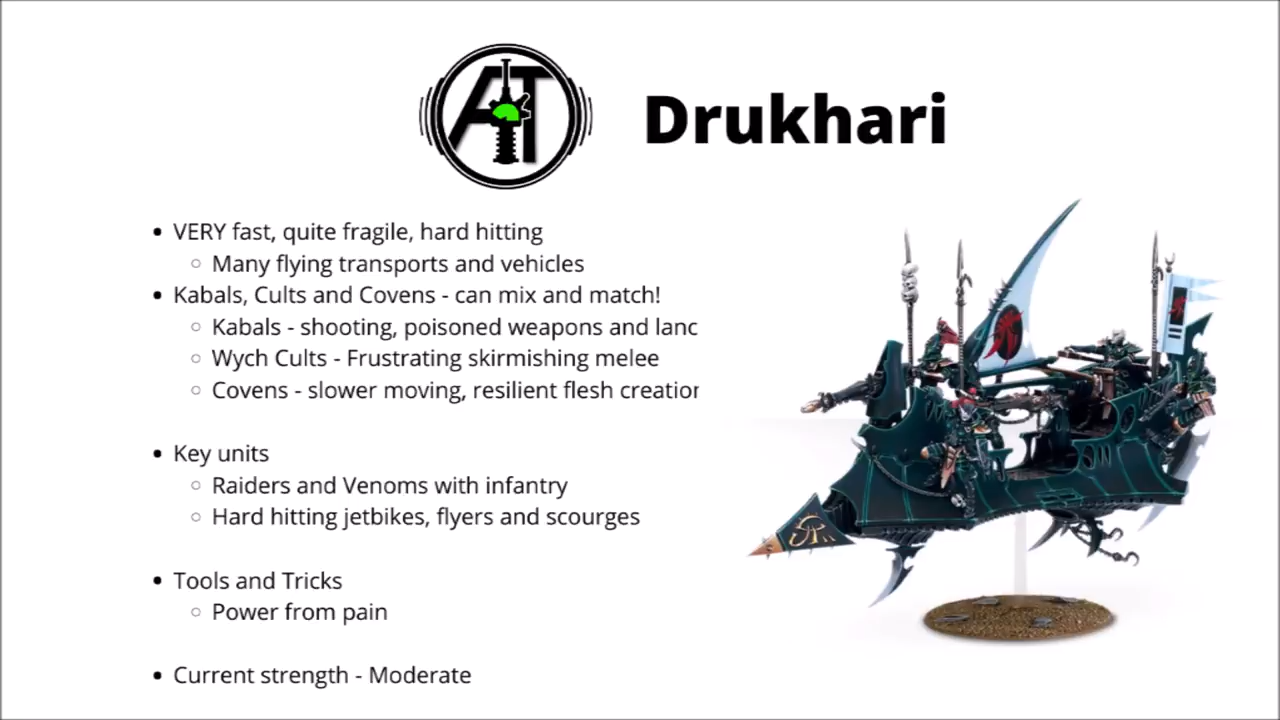 AT
Drukhari
VERY fast, quite fragile, hard hitting
Many flying transports and vehicles
Kabals, Cults and Covens - can mix and match!
Kabals - shooting, poisoned weapons and lanc
Wych Cults - Frustrating skirmishing melee
Covens - slower moving, resilient flesh creation
Key units
Raiders and Venoms with infantry
Hard hitting jetbikes, flyers and scourges
Tools and Tricks
Power from pain
Current strength - Moderate